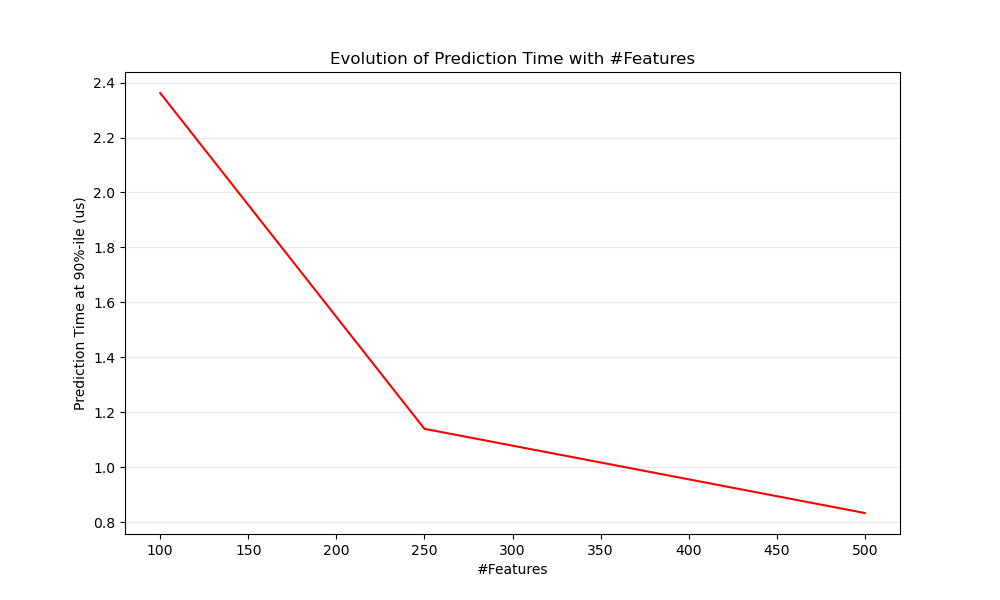 Evolution of Prediction Time with #Features
Prediction Time at 90%-ile (us)
2.4
2.2
2.0
1.8
1.6
1.4
1.2
1.0
0.8
100 150 200 250 300 350 400 450 500
#Features